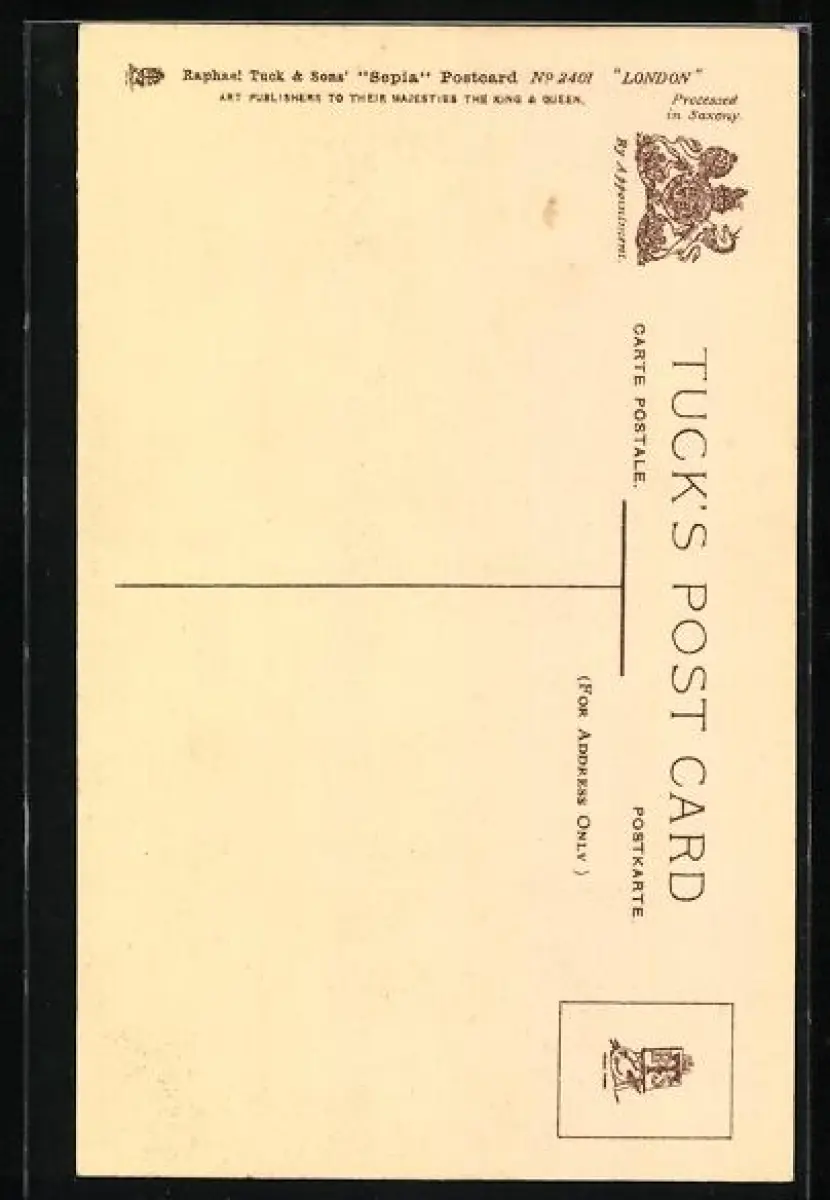 Raphael Tuck & Sons' "Sepia" Postcard Nº 2401 "LONDON"
ART PUBLISHERS TO THEIR MAJESTIES THE KING & QUEEN.
Processed
in Saxony.
By Appointment.
TUCK'S POST CARD
CARTE POSTALE.
POSTKARTE
(FOR ADDRESS ONLY)